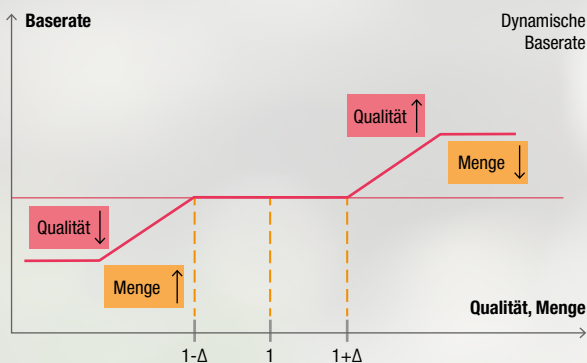 Baserate
Dynamische
Baserate
Qualität
Menge
Qualität
Menge
Qualität, Menge
1-Δ
1
1+Δ